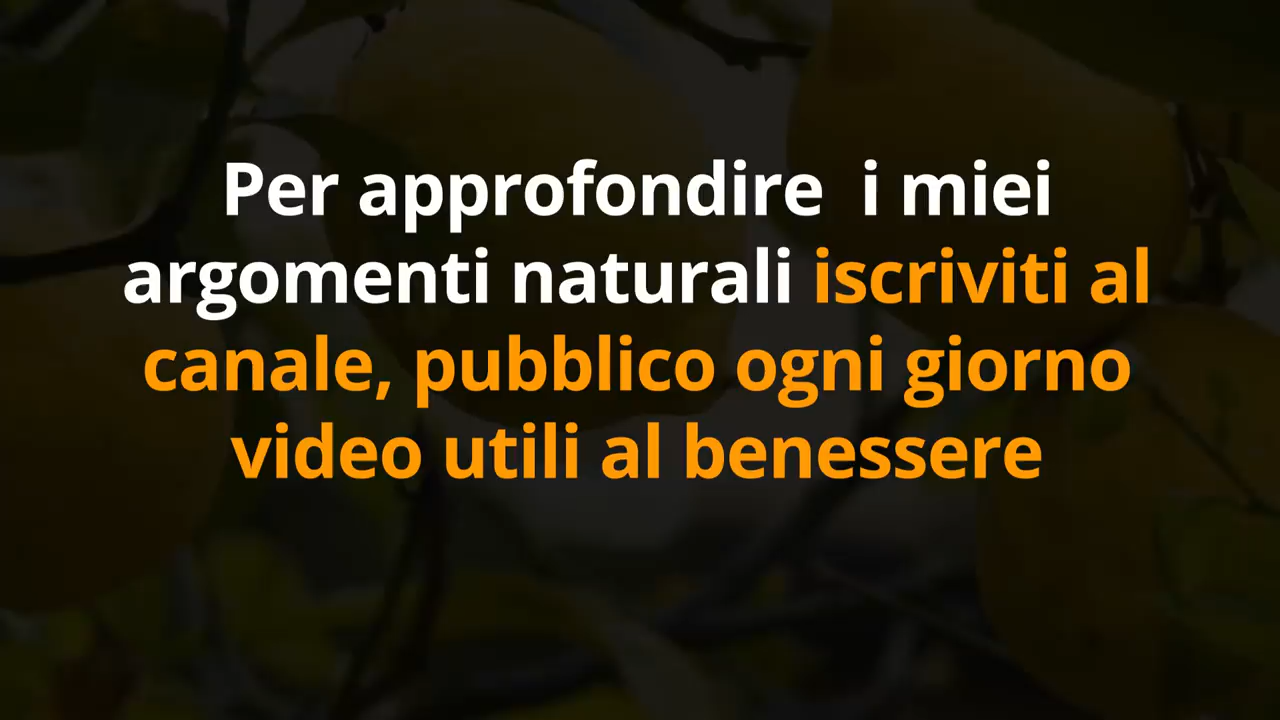 Per approfondire  i miei
argomenti naturali iscriviti al
canale, pubblico ogni giorno
video utili al benessere